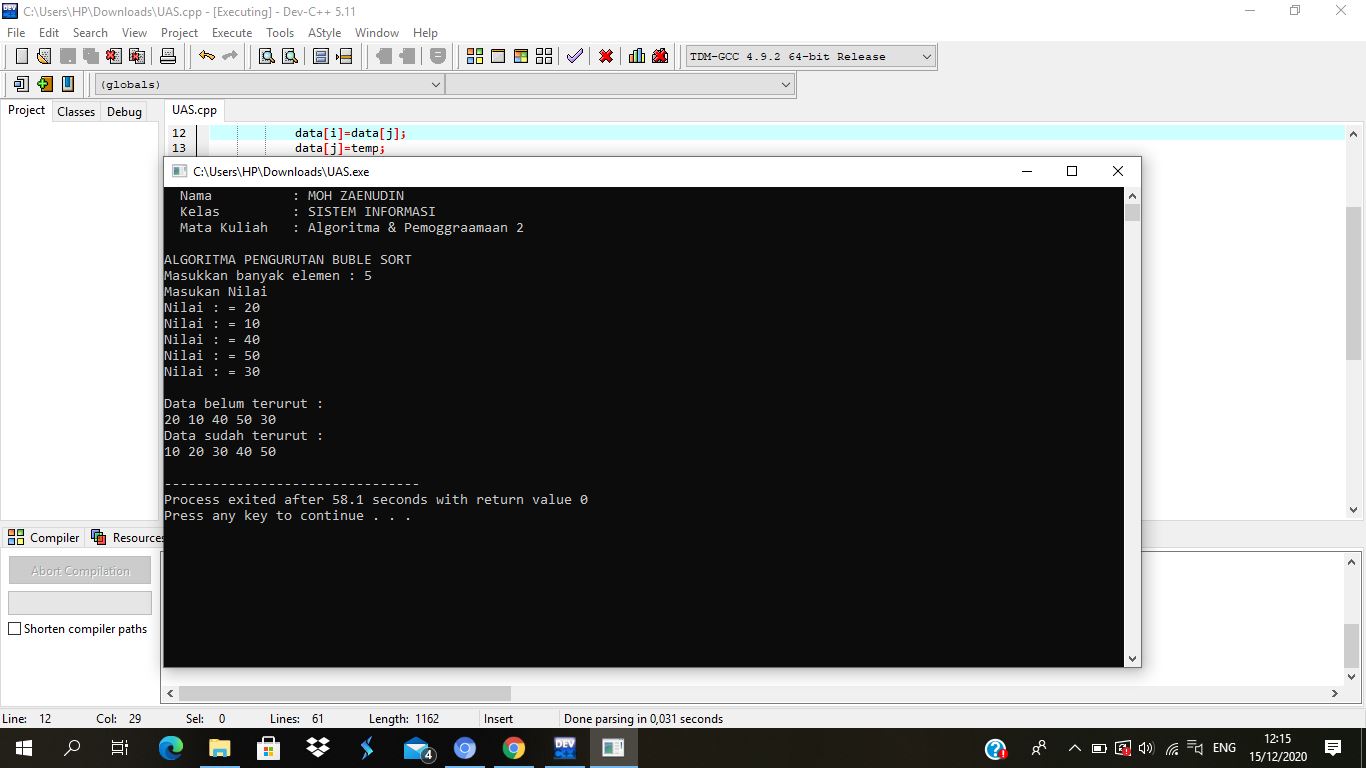 C:\Users\HP\Downloads\UAS.cpp - [Executing] - Dev-C++ 5.11
File Edit Search View Project Execute Tools AStyle Window Help
TDM-GCC 4.9.2 64-bit Release
(globals)
Project Classes Debug
UAS.cpp
12 data[i]=data[j];
13 data[j]=temp;
C:\Users\HP\Downloads\UAS.exe
Nama : MOH ZAENUDIN
Kelas : SISTEM INFORMASI
Mata Kuliah : Algoritma & Pemoggraamaan 2
ALGORITMA PENGURUTAN BUBLE SORT
Masukkan banyak elemen : 5
Masukan Nilai
Nilai : = 20
Nilai : = 10
Nilai : = 40
Nilai : = 50
Nilai : = 30
Data belum terurut :
20 10 40 50 30
Data sudah terurut :
10 20 30 40 50
--------------------------------
Process exited after 58.1 seconds with return value 0
Press any key to continue . . .
Compiler Resources
Abort Compilation
Shorten compiler paths
Line: 12 Col: 29 Sel: 0 Lines: 61 Length: 1162 Insert Done parsing in 0,031 seconds
4
DEV
ENG
12:15
15/12/2020